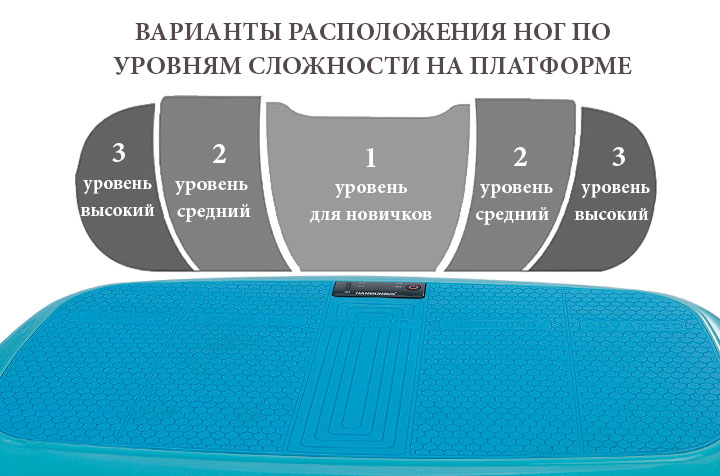 ВАРИАНТЫ РАСПОЛОЖЕНИЯ НОГ ПО
УРОВНЯМ СЛОЖНОСТИ НА ПЛАТФОРМЕ
3
уровень
высокий
2
уровень
средний
1
уровень
для новичков
2
уровень
средний
3
уровень
высокий
ADVANCED